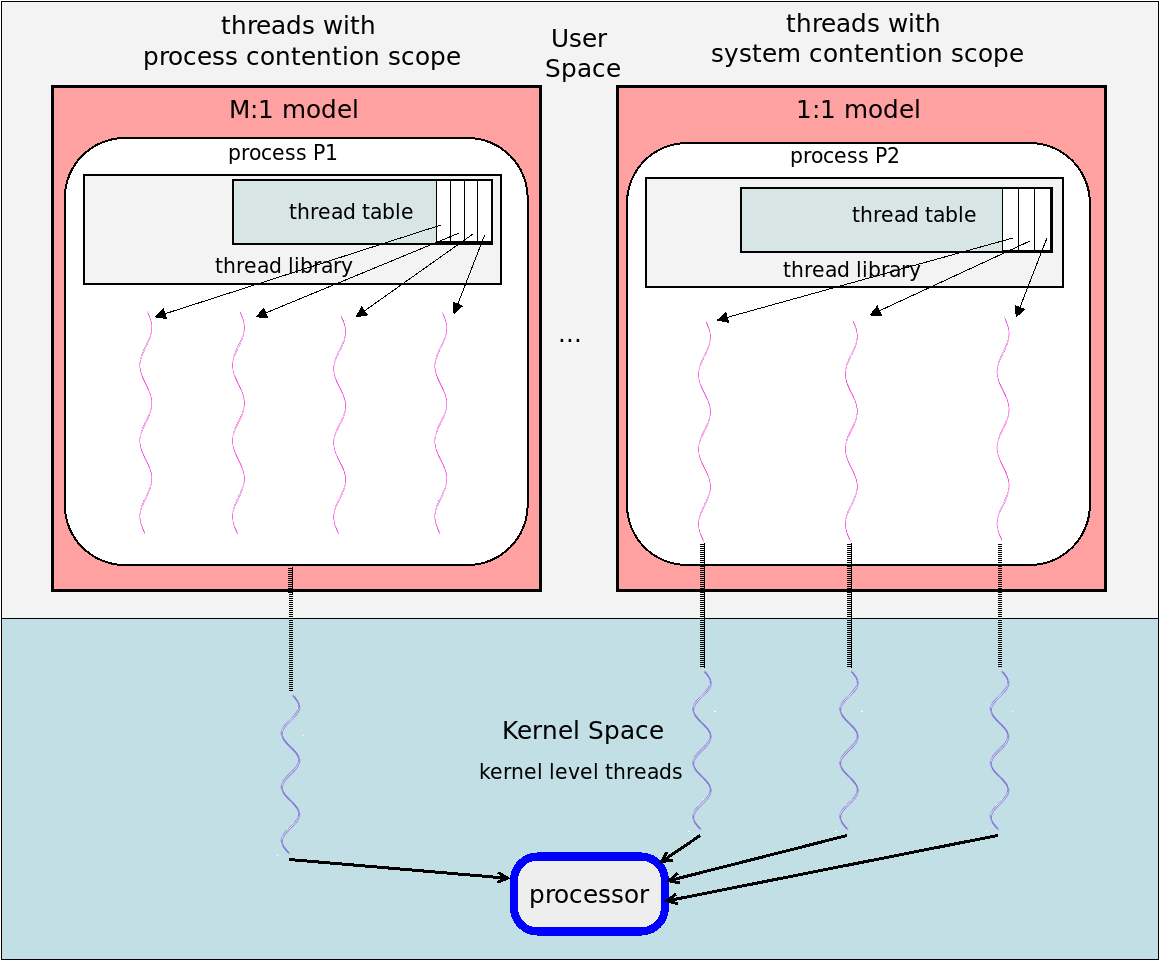 threads with
process contention scope
User
Space
threads with
system contention scope
M:1 model
process P1
thread table
thread library
...
1:1 model
process P2
thread table
thread library
Kernel Space
kernel level threads
processor